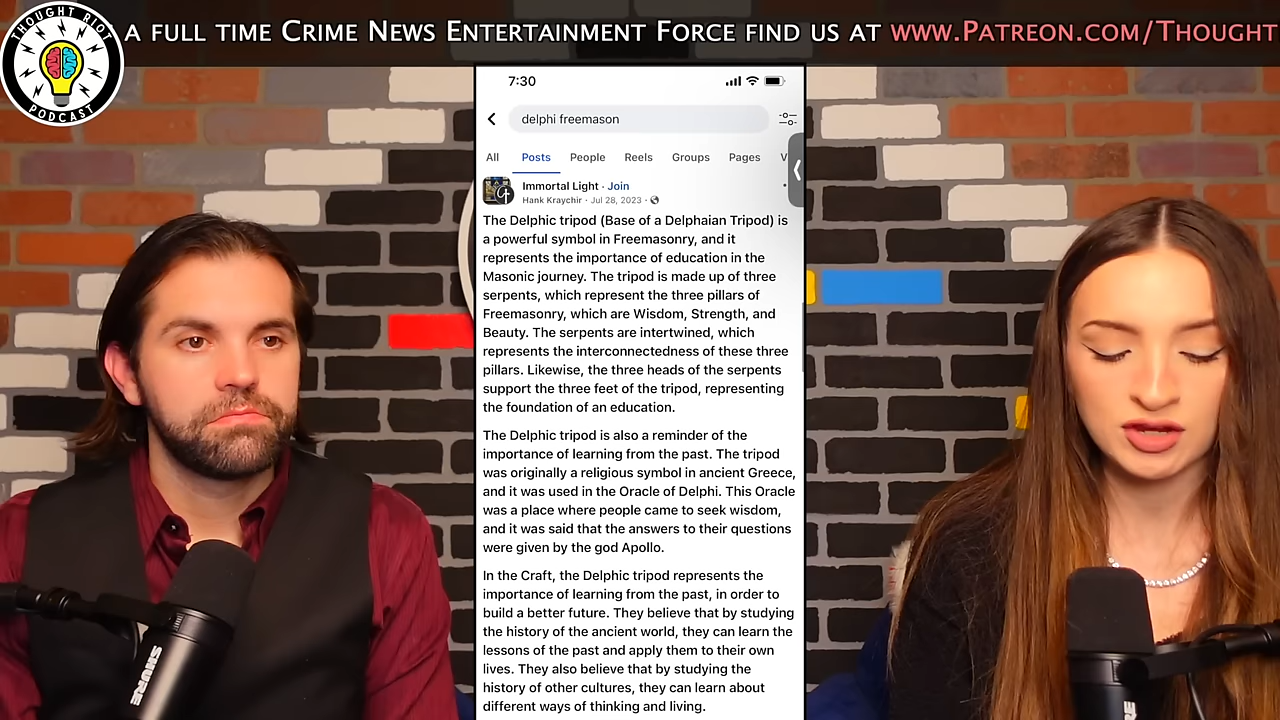 THOUGHT RIOT
PODCAST
A FULL TIME CRIME NEWS ENTERTAINMENT FORCE FIND US AT WWW.PATREON.COM/THOUGHT
7:30
delphi freemason
All Posts People Reels Groups Pages V
Immortal Light · Join
Hank Kraychir · Jul 28, 2023 ·
The Delphic tripod (Base of a Delphaian Tripod) is
a powerful symbol in Freemasonry, and it
represents the importance of education in the
Masonic journey. The tripod is made up of three
serpents, which represent the three pillars of
Freemasonry, which are Wisdom, Strength, and
Beauty. The serpents are intertwined, which
represents the interconnectedness of these three
pillars. Likewise, the three heads of the serpents
support the three feet of the tripod, representing
the foundation of an education.
The Delphic tripod is also a reminder of the
importance of learning from the past. The tripod
was originally a religious symbol in ancient Greece,
and it was used in the Oracle of Delphi. This Oracle
was a place where people came to seek wisdom,
and it was said that the answers to their questions
were given by the god Apollo.
In the Craft, the Delphic tripod represents the
importance of learning from the past, in order to
build a better future. They believe that by studying
the history of the ancient world, they can learn the
lessons of the past and apply them to their own
lives. They also believe that by studying the
history of other cultures, they can learn about
different ways of thinking and living.
SHURE
SHURE